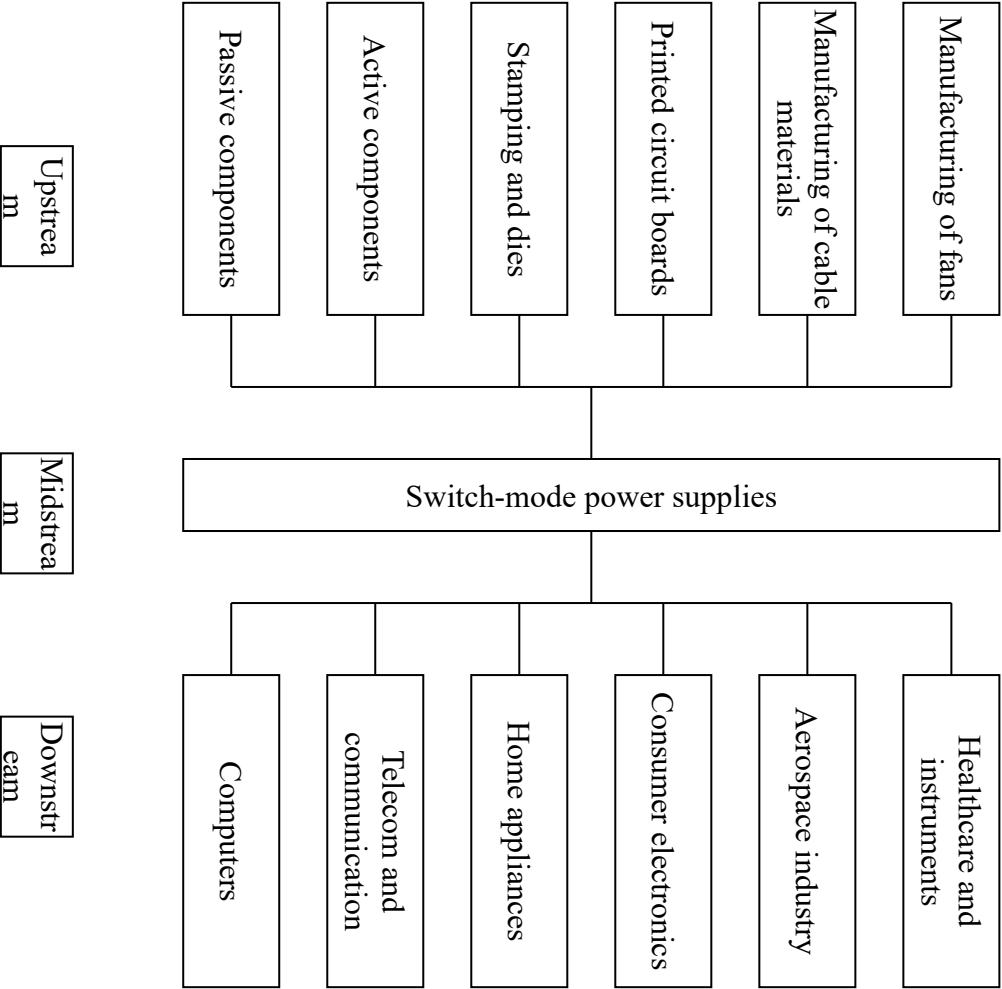 Upstrea
m
Passive components
Active components
Stamping and dies
Printed circuit boards
Manufacturing of cable
materials
Manufacturing of fans
Midstrea
m
Switch-mode power supplies
Downstr
eam
Computers
Telecom and
communication
Home appliances
Consumer electronics
Aerospace industry
Healthcare and
instruments